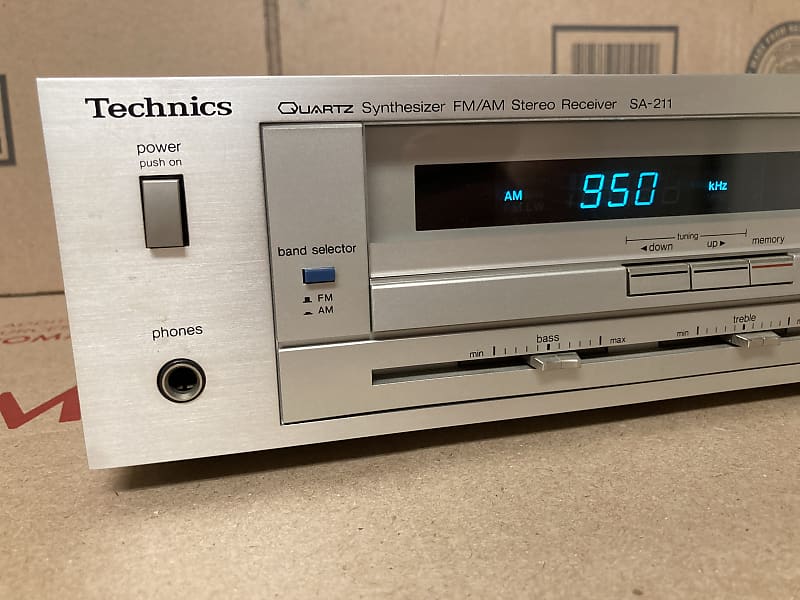 Technics
QUARTZ Synthesizer FM/AM Stereo Receiver SA-211
power
push on
AM 950 kHz
tuning
◄down up► memory
band selector
FM
AM
phones
bass
min max
treble
min